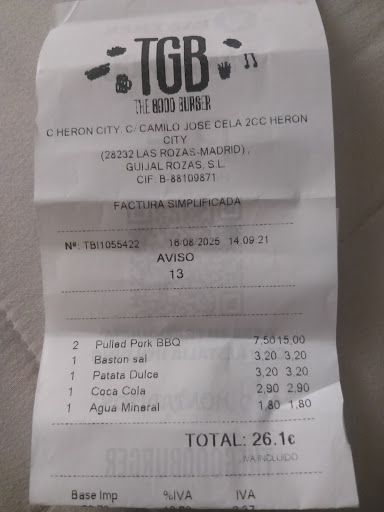 TGB
THE GOOD BURGER
C HERON CITY. C/ CAMILO JOSE CELA 2CC HERON
CITY
(28232 LAS ROZAS-MADRID),
GUIJAL ROZAS, S.L.
CIF: B-88109871
FACTURA SIMPLIFICADA
Nº: TBI1055422 16 08 2025 14:09:21
AVISO
13
2 Pulled Pork BBQ 7,50 15,00
1 Baston sal 3,20 3,20
1 Patata Dulce 3,20 3,20
1 Coca Cola 2,90 2,90
1 Agua Mineral 1,80 1,80
TOTAL: 26.1€
IVA INCLUIDO
Base Imp %IVA IVA